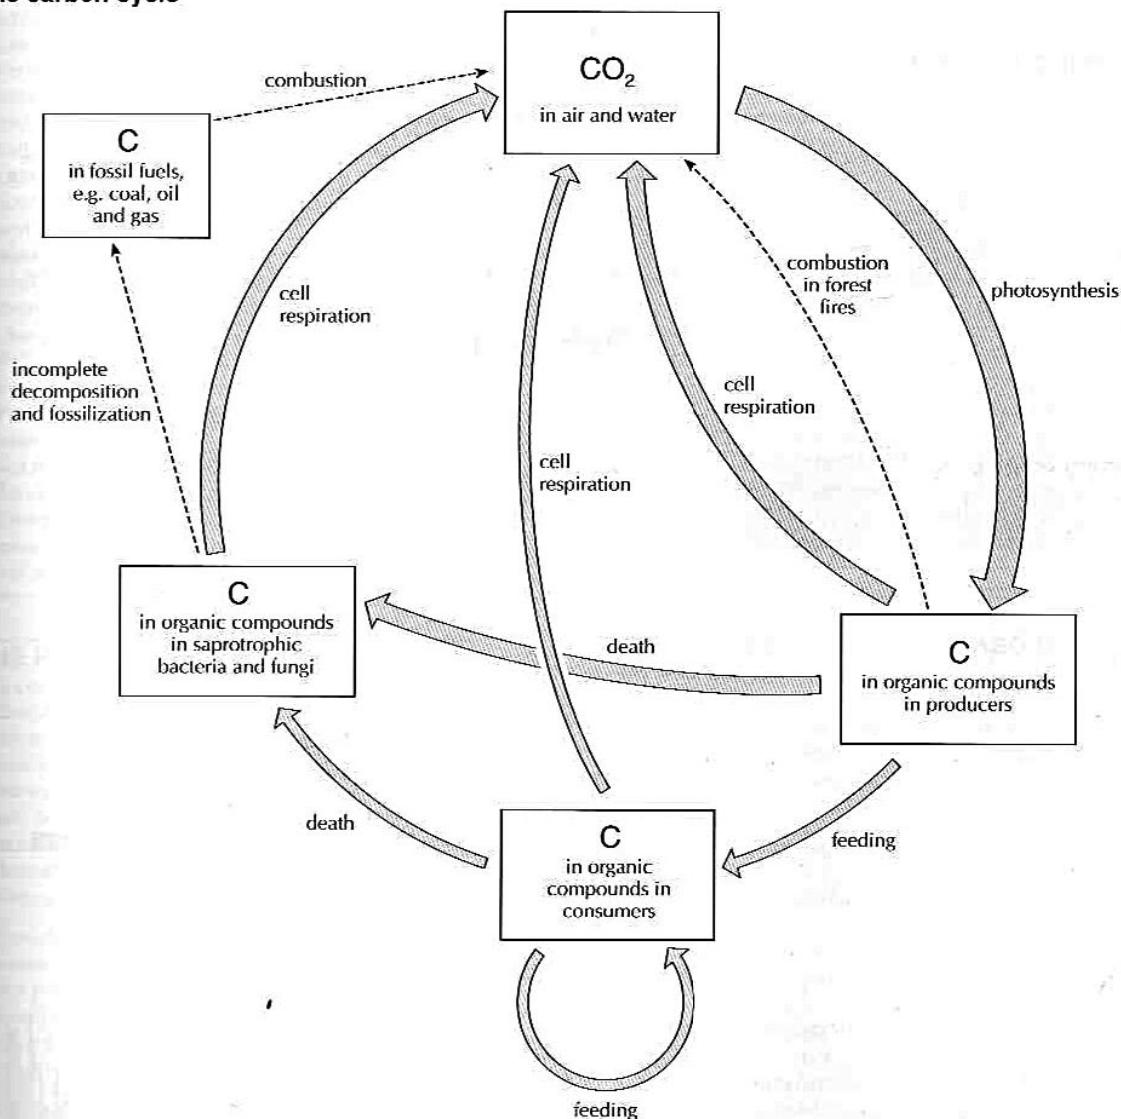 carbon cycle
CO₂
in air and water
combustion
C
in fossil fuels,
e.g. coal, oil
and gas
cell
respiration
combustion
in forest
fires
photosynthesis
incomplete
decomposition
and fossilization
cell
respiration
cell
respiration
C
in organic compounds
in saprotrophic
bacteria and fungi
death
C
in organic compounds
in producers
death
feeding
C
in organic
compounds in
consumers
feeding